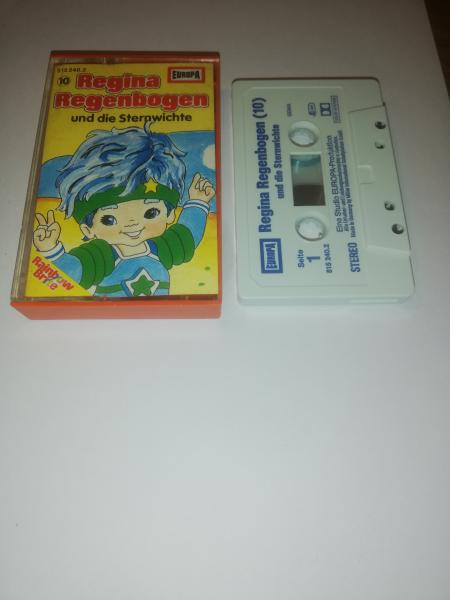 515 240.2
10
Regina
EUROPA
Regenbogen
und die Sternwichte
Rainbow
Brite
EUROPA
Regina Regenbogen (10)
und die Sternwichte
Seite
1
515 240.2
Eine Studio EUROPA-Produktion
STEREO